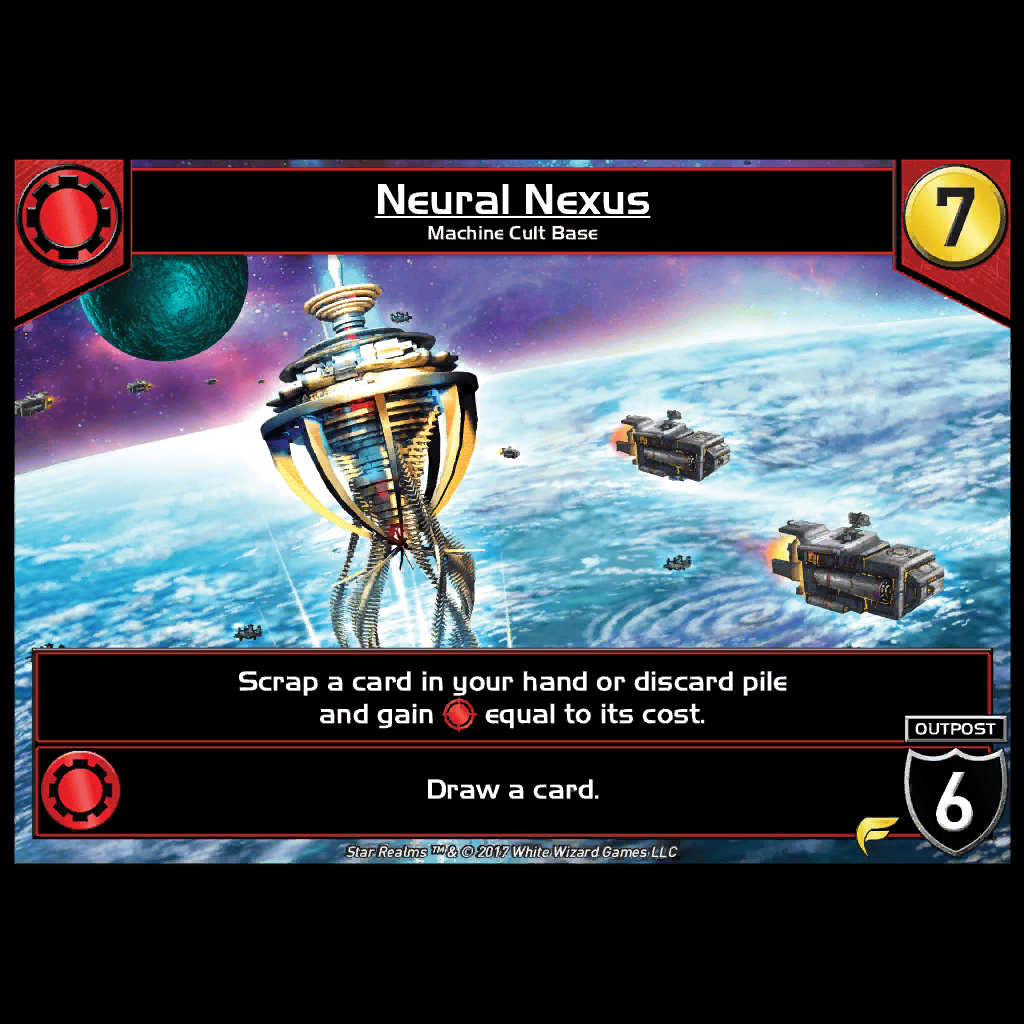 Neural Nexus
7
Machine Cult Base
Scrap a card in your hand or discard pile
and gain equal to its cost.
OUTPOST
Draw a card.
6
Star Realms ™ & © 2017 White Wizard Games LLC